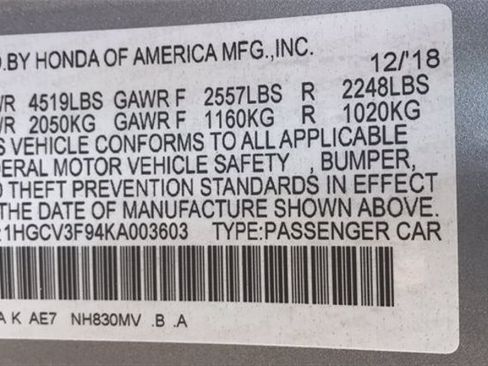 D.BY HONDA OF AMERICA MFG.,INC. 12/'18
WR 4519LBS GAWR F 2557LBS R 2248LBS
WR 2050KG GAWR F 1160KG R 1020KG
S VEHICLE CONFORMS TO ALL APPLICABLE
DERAL MOTOR VEHICLE SAFETY , BUMPER,
D THEFT PREVENTION STANDARDS IN EFFECT
THE DATE OF MANUFACTURE SHOWN ABOVE.
: 1HGCV3F94KA003603 TYPE:PASSENGER CAR
A K AE7 NH830MV .B .A